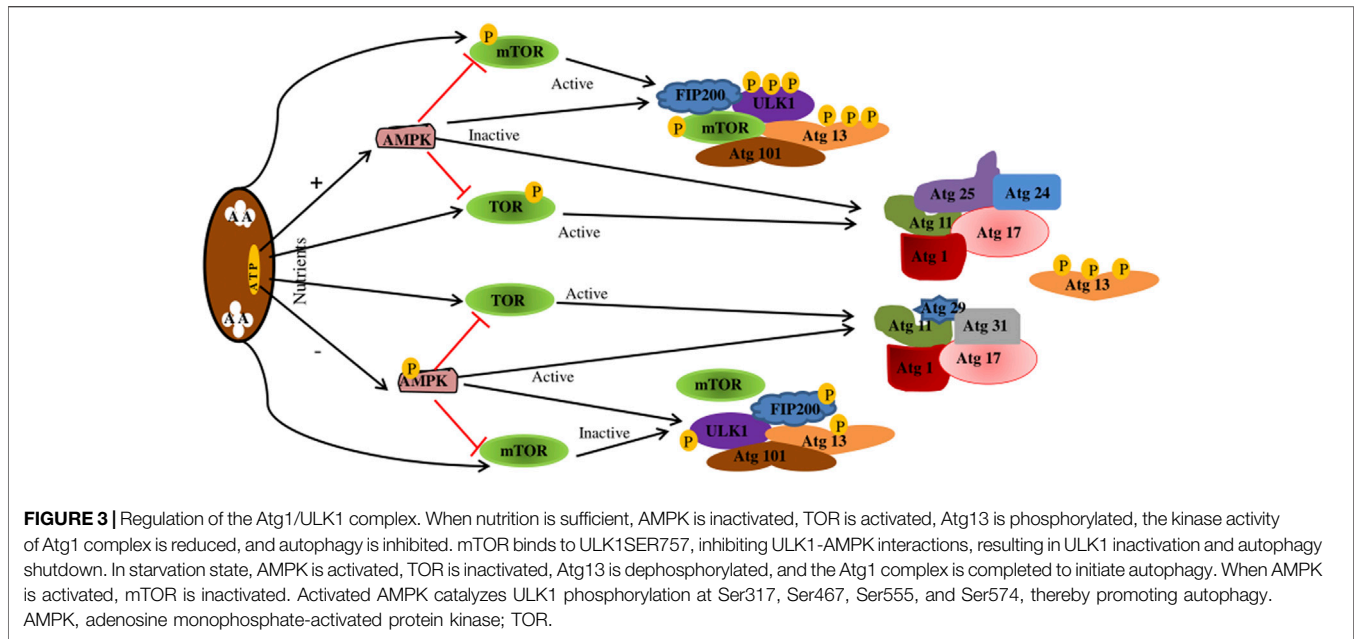 P
mTOR
Active
FIP200
P P P
ULK1
P
mTOR
P P P
Atg 13
Atg 101
AMPK
Inactive
+
TOR
P
Active
Atg 25
Atg 24
Atg 11
Atg 17
Atg 1
P P P
Atg 13
AA
ATP
Nutrients
AA
TOR
Active
Atg 29
Atg 11
Atg 31
Atg 1
Atg 17
-
P
AMPK
Active
mTOR
FIP200
P
ULK1
P
P
Atg 13
Atg 101
Inactive
mTOR
FIGURE 3 | Regulation of the Atg1/ULK1 complex. When nutrition is sufficient, AMPK is inactivated, TOR is activated, Atg13 is phosphorylated, the kinase activity
of Atg1 complex is reduced, and autophagy is inhibited. mTOR binds to ULK1SER757, inhibiting ULK1-AMPK interactions, resulting in ULK1 inactivation and autophagy
shutdown. In starvation state, AMPK is activated, TOR is inactivated, Atg13 is dephosphorylated, and the Atg1 complex is completed to initiate autophagy. When AMPK
is activated, mTOR is inactivated. Activated AMPK catalyzes ULK1 phosphorylation at Ser317, Ser467, Ser555, and Ser574, thereby promoting autophagy.
AMPK, adenosine monophosphate-activated protein kinase; TOR.